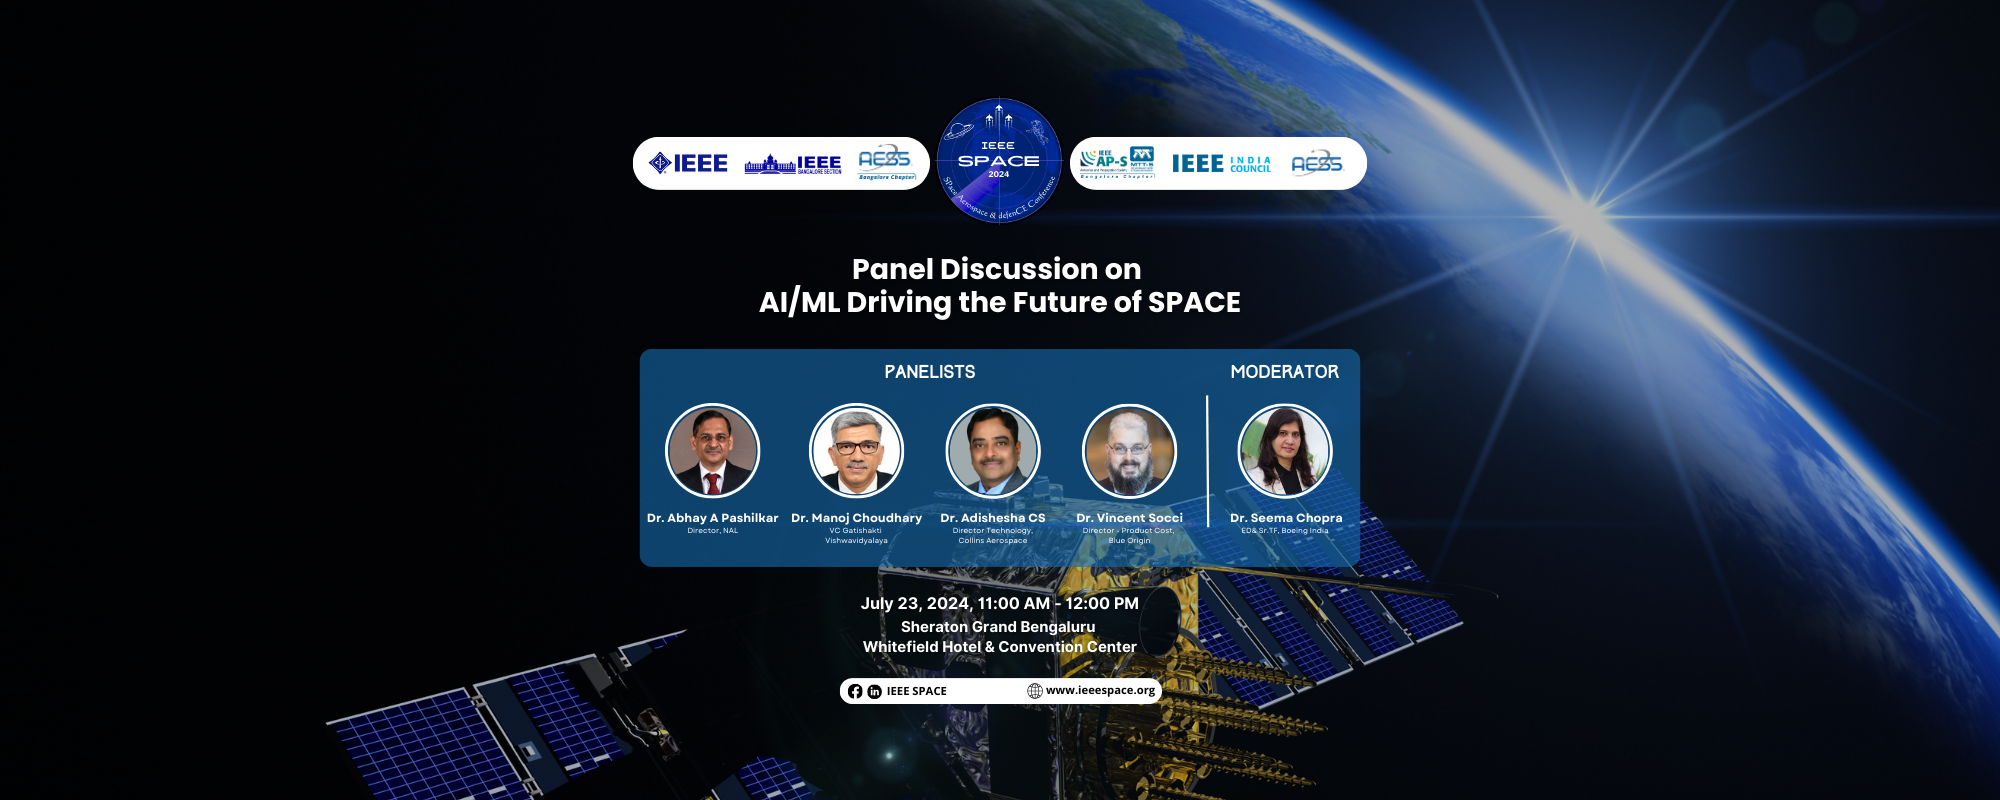 IEEE
IEEE
BANGALORE SECTION
AESS
Bangalore Chapter
IEEE
SPACE
2024
SPace Aerospace & defenCE Conference
IEEE
AP-S
MTT-S
Bangalore Chapter
IEEE
INDIA
COUNCIL
AESS
Panel Discussion on
AI/ML Driving the Future of SPACE
PANELISTS
MODERATOR
Dr. Abhay A Pashilkar
Director, NAL
Dr. Manoj Choudhary
VC Gatishakti
Vishwavidyalaya
Dr. Adishesha CS
Director Technology,
Collins Aerospace
Dr. Vincent Socci
Director - Product Cost,
Blue Origin
Dr. Seema Chopra
ED& Sr.TF, Boeing India
July 23, 2024, 11:00 AM - 12:00 PM
Sheraton Grand Bengaluru
Whitefield Hotel & Convention Center
IEEE SPACE
www.ieeespace.org